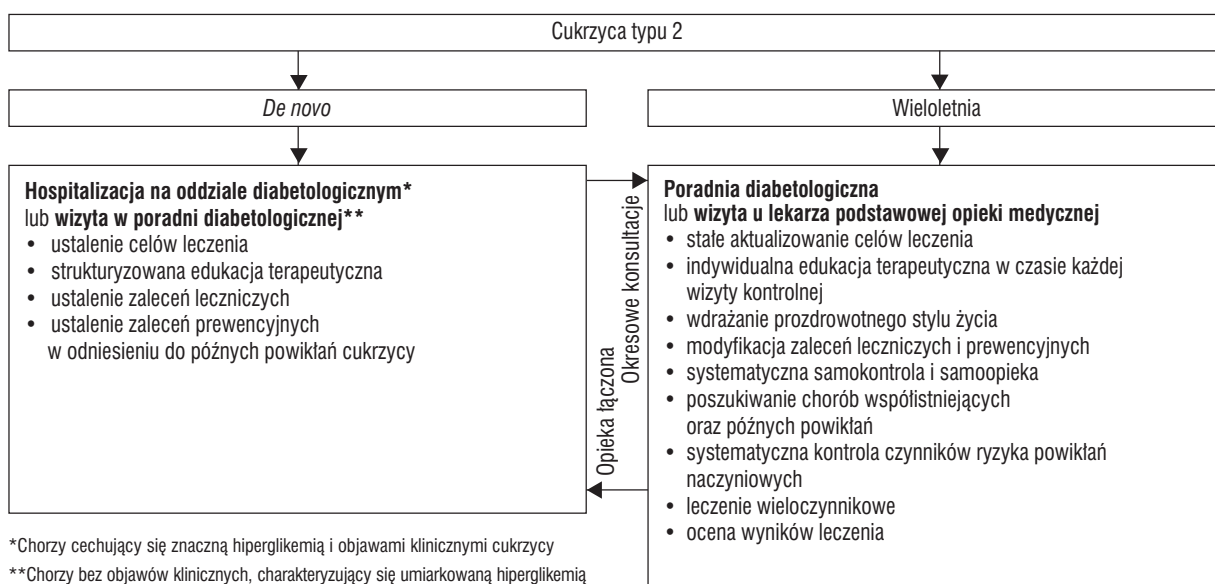 Cukrzyca typu 2
De novo
Wieloletnia
Hospitalizacja na oddziale diabetologicznym*
lub wizyta w poradni diabetologicznej**
• ustalenie celów leczenia
• strukturyzowana edukacja terapeutyczna
• ustalenie zaleceń leczniczych
• ustalenie zaleceń prewencyjnych
w odniesieniu do późnych powikłań cukrzycy
Opieka łączona
Okresowe konsultacje
Poradnia diabetologiczna
lub wizyta u lekarza podstawowej opieki medycznej
• stałe aktualizowanie celów leczenia
• indywidualna edukacja terapeutyczna w czasie każdej
wizyty kontrolnej
• wdrażanie prozdrowotnego stylu życia
• modyfikacja zaleceń leczniczych i prewencyjnych
• systematyczna samokontrola i samoopieka
• poszukiwanie chorób współistniejących
oraz późnych powikłań
• systematyczna kontrola czynników ryzyka powikłań
naczyniowych
• leczenie wieloczynnikowe
• ocena wyników leczenia
*Chorzy cechujący się znaczną hiperglikemią i objawami klinicznymi cukrzycy
**Chorzy bez objawów klinicznych, charakteryzujący się umiarkowaną hiperglikemią